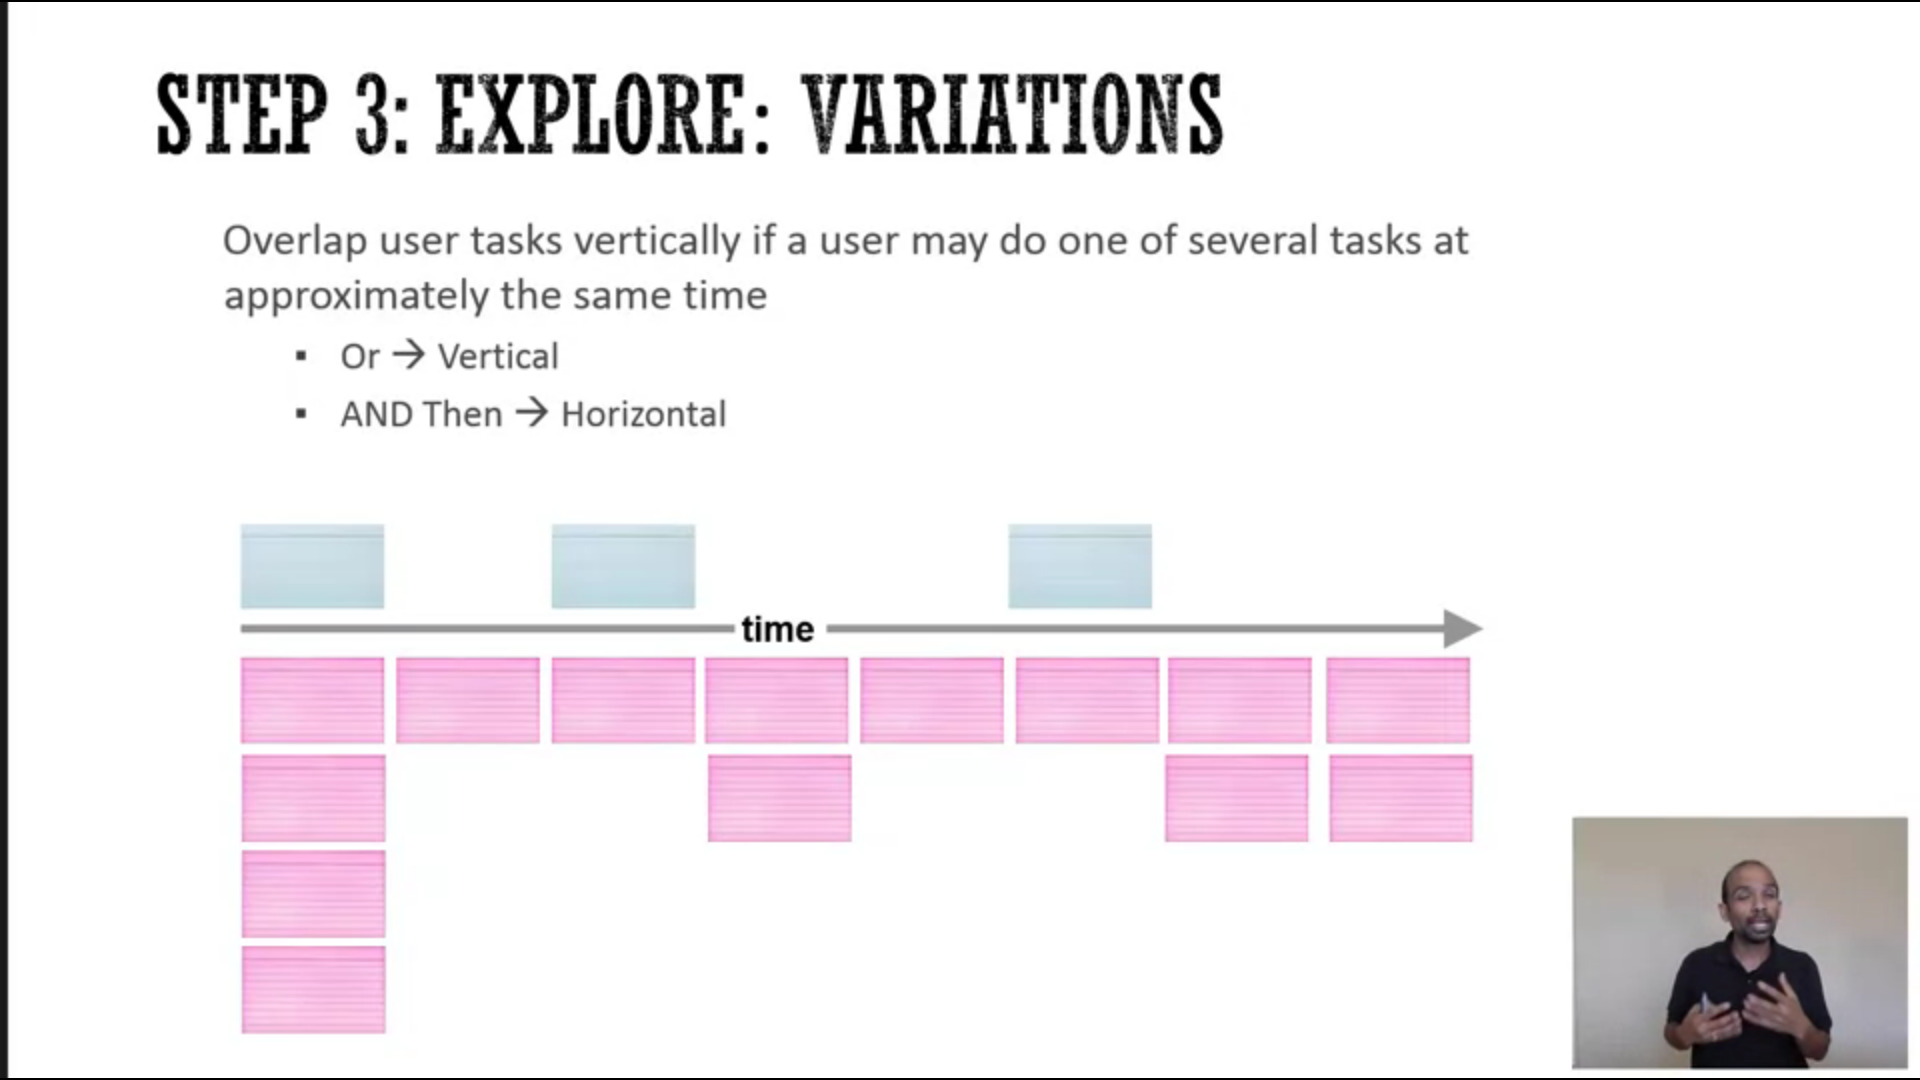 STEP 3: EXPLORE: VARIATIONS
Overlap user tasks vertically if a user may do one of several tasks at
approximately the same time
▪ Or → Vertical
▪ AND Then → Horizontal
time